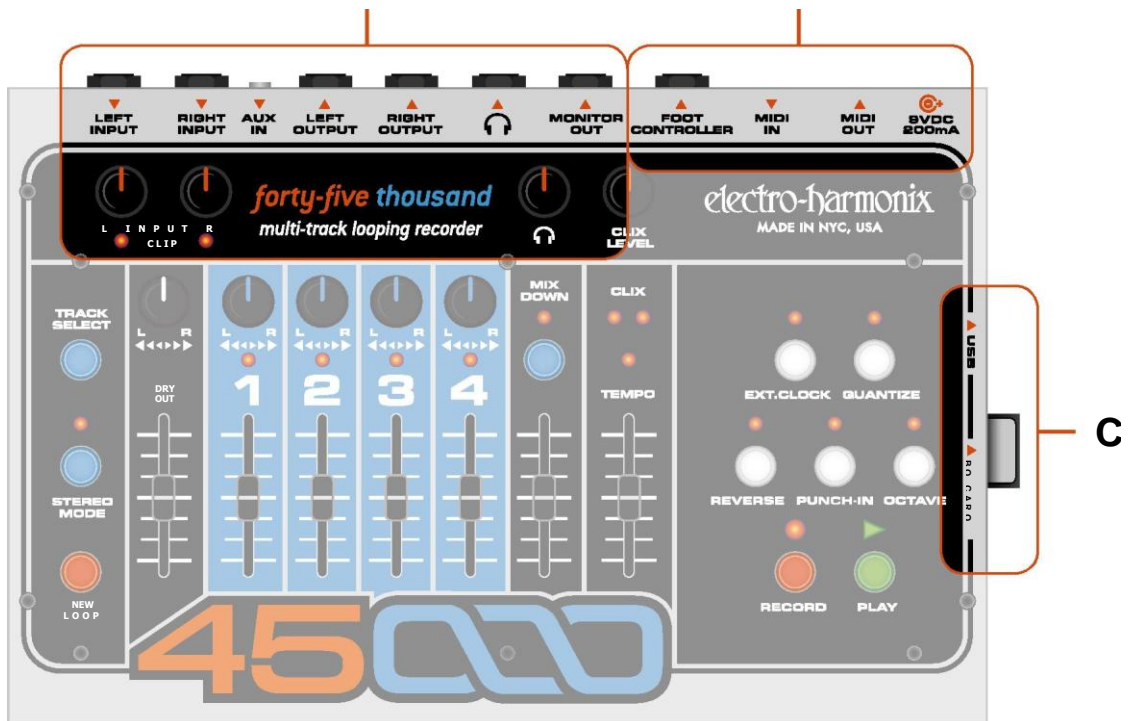 LEFT INPUT
RIGHT INPUT
AUX IN
LEFT OUTPUT
RIGHT OUTPUT
MONITOR OUT
FOOT CONTROLLER
MIDI IN
MIDI OUT
9VDC 200mA
forty-five thousand
multi-track looping recorder
L INPUT R
CLIP
CLIX LEVEL
electro-harmonix
MADE IN NYC, USA
TRACK SELECT
L R
L R
L R
L R
L R
MIX DOWN
CLIX
DRY OUT
1
2
3
4
TEMPO
EXT.CLOCK
QUANTIZE
USB
C
STEREO MODE
REVERSE
PUNCH-IN
OCTAVE
NEW LOOP
RECORD
PLAY
45000